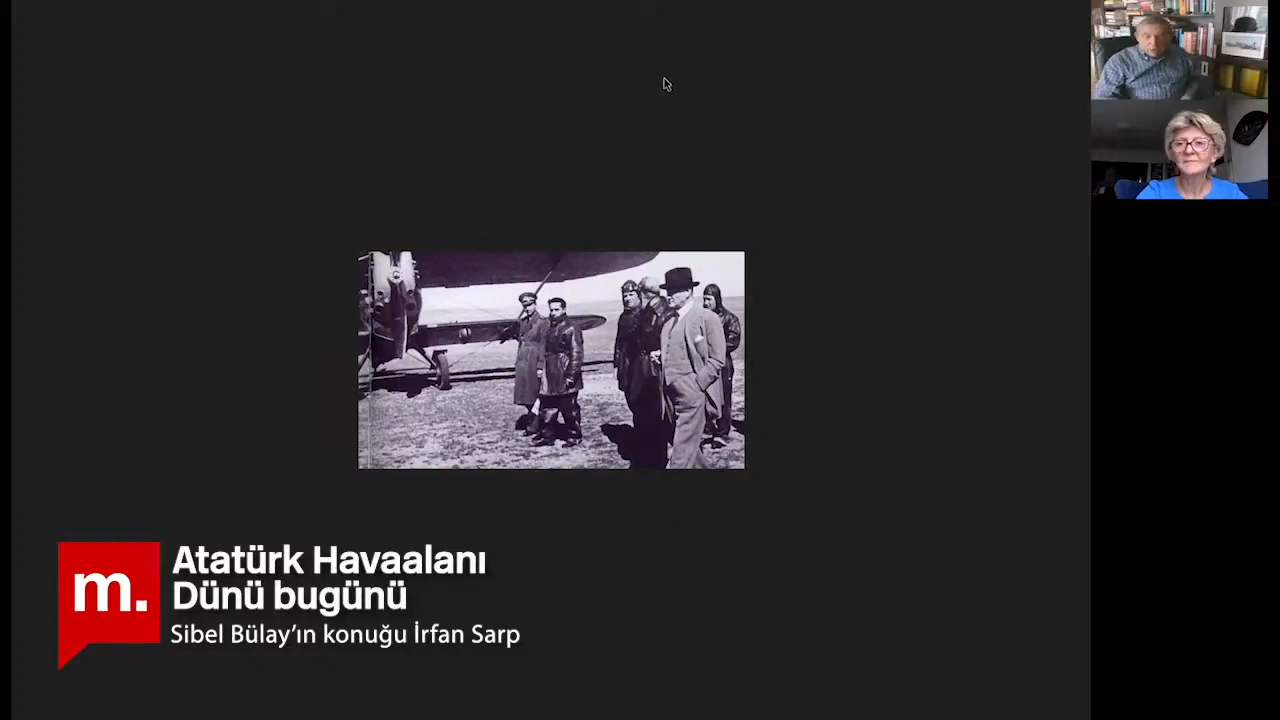 m.
Atatürk Havaalanı
Dünü bugünü
Sibel Bülay’ın konuğu İrfan Sarp